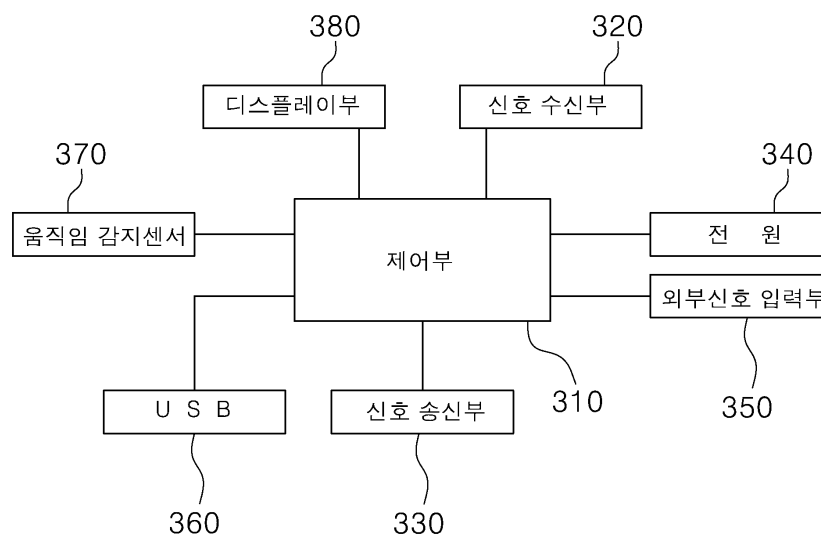 380
320
디스플레이부
신호 수신부
370
340
움직임 감지센서
전 원
제어부
외부신호 입력부
310
350
U S B
신호 송신부
360
330